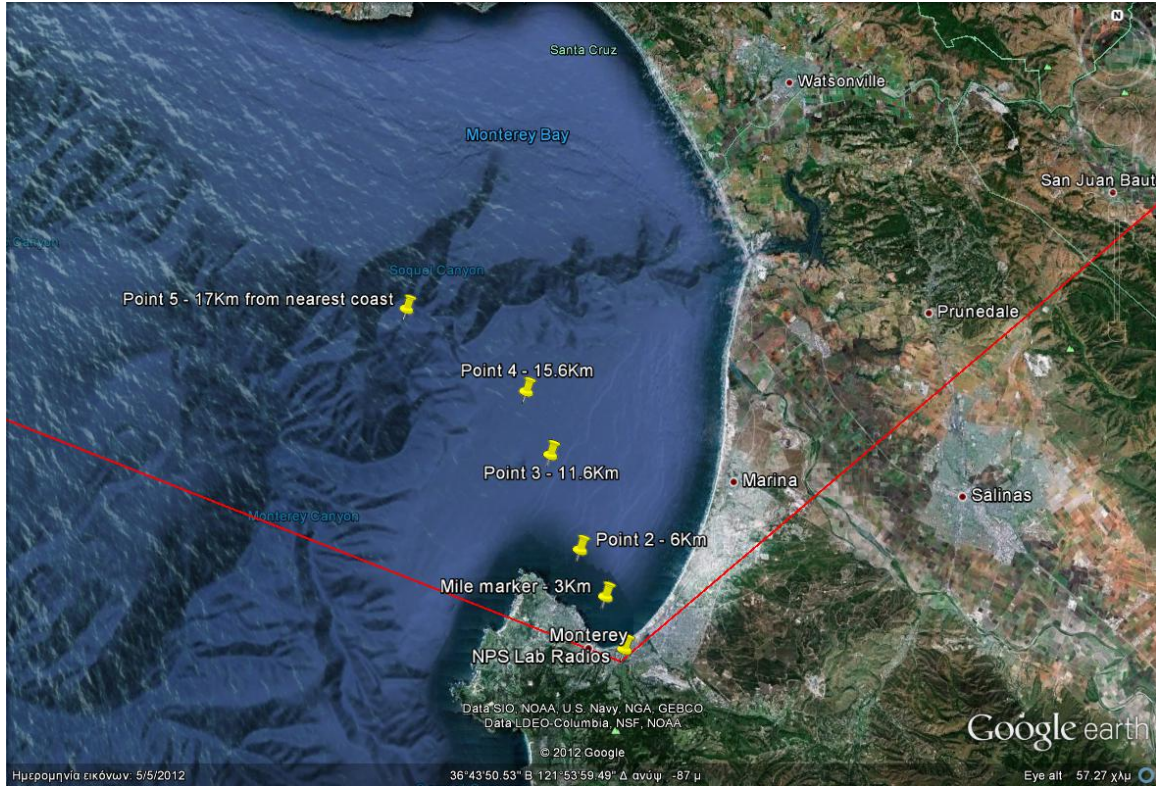 N
Santa Cruz
Watsonville
Monterey Bay
San Juan Baut
Canyon
Soquel Canyon
Point 5 - 17Km from nearest coast
Prunedale
Point 4 - 15.6Km
Point 3 - 11.6Km
Marina
Salinas
Monterey Canyon
Point 2 - 6Km
Mile marker - 3Km
Monterey
NPS Lab Radios
Data SIO, NOAA, U.S. Navy, NGA, GEBCO
Data LDEO-Columbia, NSF, NOAA
© 2012 Google
Google earth
Ημερομηνία εικόνων: 5/5/2012
36°43'50.53" Β 121°53'59.49" Δ ανύψ -87 μ
Eye alt 57.27 χλμ